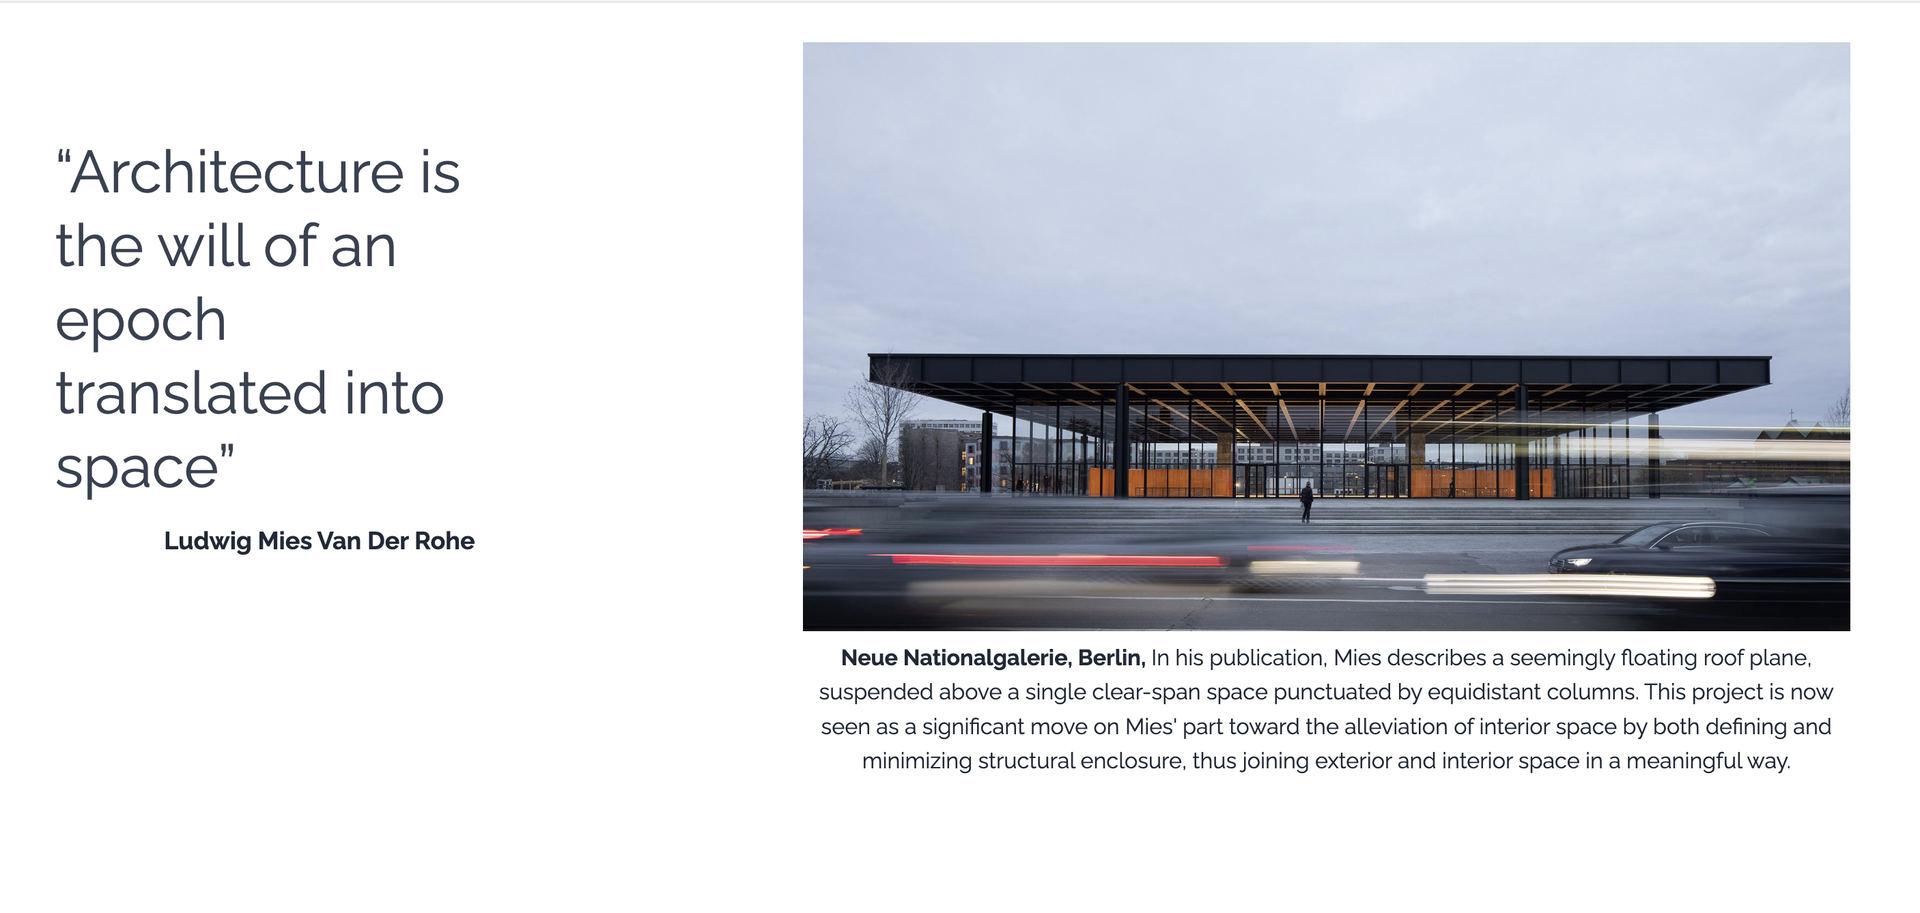 “Architecture is
the will of an
epoch
translated into
space”
Ludwig Mies Van Der Rohe
Neue Nationalgalerie, Berlin, In his publication, Mies describes a seemingly floating roof plane,
suspended above a single clear-span space punctuated by equidistant columns. This project is now
seen as a significant move on Mies' part toward the alleviation of interior space by both defining and
minimizing structural enclosure, thus joining exterior and interior space in a meaningful way.